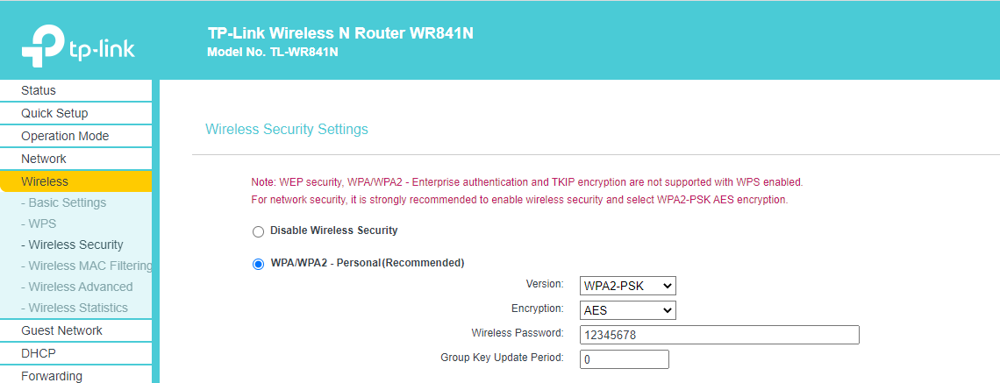 tp-link
TP-Link Wireless N Router WR841N
Model No. TL-WR841N
Status
Quick Setup
Operation Mode
Network
Wireless
- Basic Settings
- WPS
- Wireless Security
- Wireless MAC Filtering
- Wireless Advanced
- Wireless Statistics
Guest Network
DHCP
Forwarding
Wireless Security Settings
Note: WEP security, WPA/WPA2 - Enterprise authentication and TKIP encryption are not supported with WPS enabled.
For network security, it is strongly recommended to enable wireless security and select WPA2-PSK AES encryption.
Disable Wireless Security
WPA/WPA2 - Personal(Recommended)
Version: WPA2-PSK
Encryption: AES
Wireless Password: 12345678
Group Key Update Period: 0